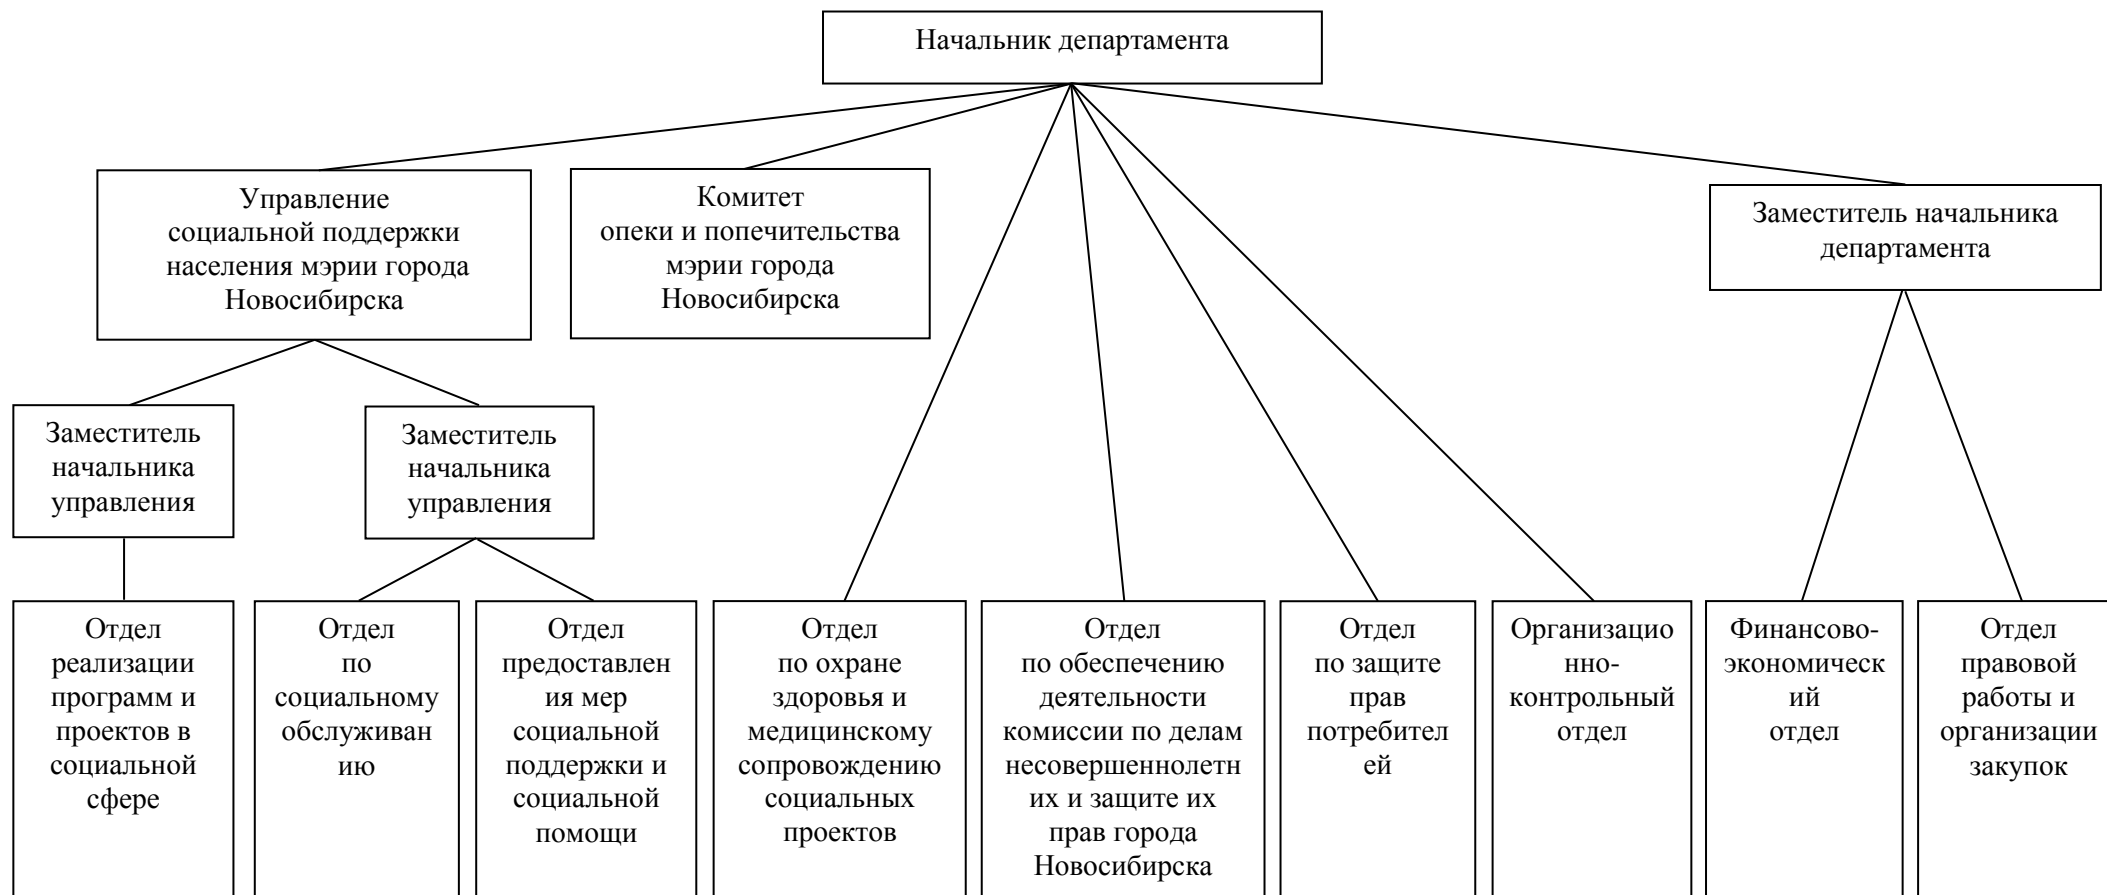 Начальник департамента
Управление
социальной поддержки
населения мэрии города
Новосибирска
Комитет
опеки и попечительства
мэрии города
Новосибирска
Заместитель начальника
департамента
Заместитель
начальника
управления
Заместитель
начальника
управления
Отдел
реализации
программ и
проектов в
социальной
сфере
Отдел
по
социальному
обслуживан
ию
Отдел
предоставлен
ия мер
социальной
поддержки и
социальной
помощи
Отдел
по охране
здоровья и
медицинскому
сопровождению
социальных
проектов
Отдел
по обеспечению
деятельности
комиссии по делам
несовершеннолетн
их и защите их
прав города
Новосибирска
Отдел
по защите
прав
потребител
ей
Организацио
нно-
контрольный
отдел
Финансово-
экономическ
ий
отдел
Отдел
правовой
работы и
организации
закупок